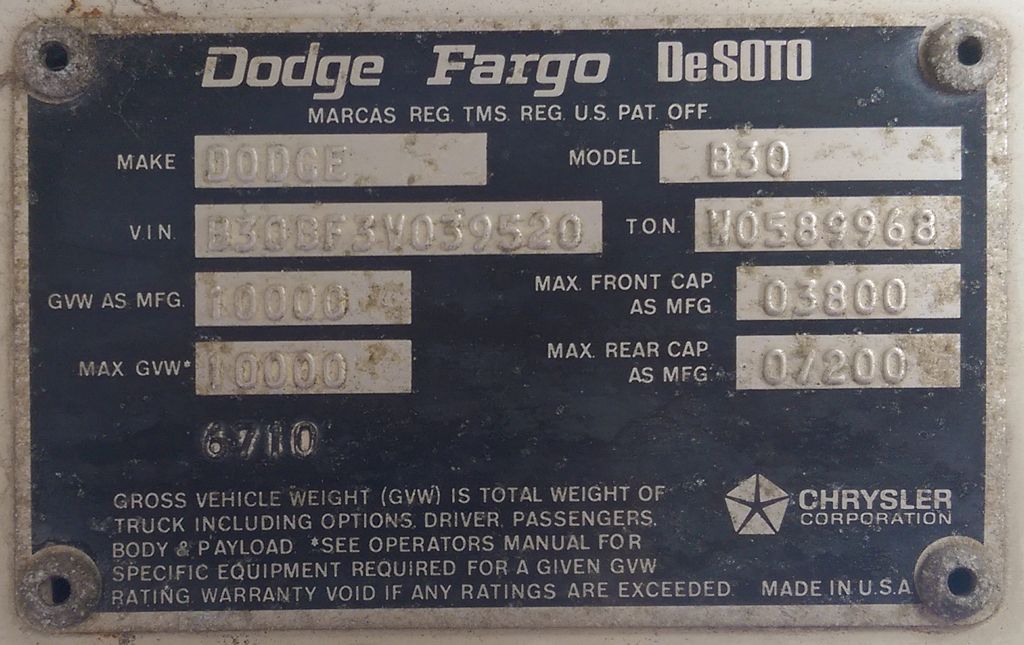 Dodge Fargo DeSOTO
MARCAS REG. TMS. REG. U.S. PAT. OFF.
MAKE DODGE MODEL B30
V.I.N. B30BF3V039520 T.O.N. W0589968
GVW AS MFG. 10000 MAX. FRONT CAP. AS MFG. 03800
MAX GVW* 10000 MAX. REAR CAP. AS MFG. 07200
6710
GROSS VEHICLE WEIGHT (GVW) IS TOTAL WEIGHT OF
TRUCK INCLUDING OPTIONS, DRIVER, PASSENGERS,
BODY & PAYLOAD. *SEE OPERATORS MANUAL FOR
SPECIFIC EQUIPMENT REQUIRED FOR A GIVEN GVW
RATING. WARRANTY VOID IF ANY RATINGS ARE EXCEEDED.
CHRYSLER
CORPORATION
MADE IN U.S.A.